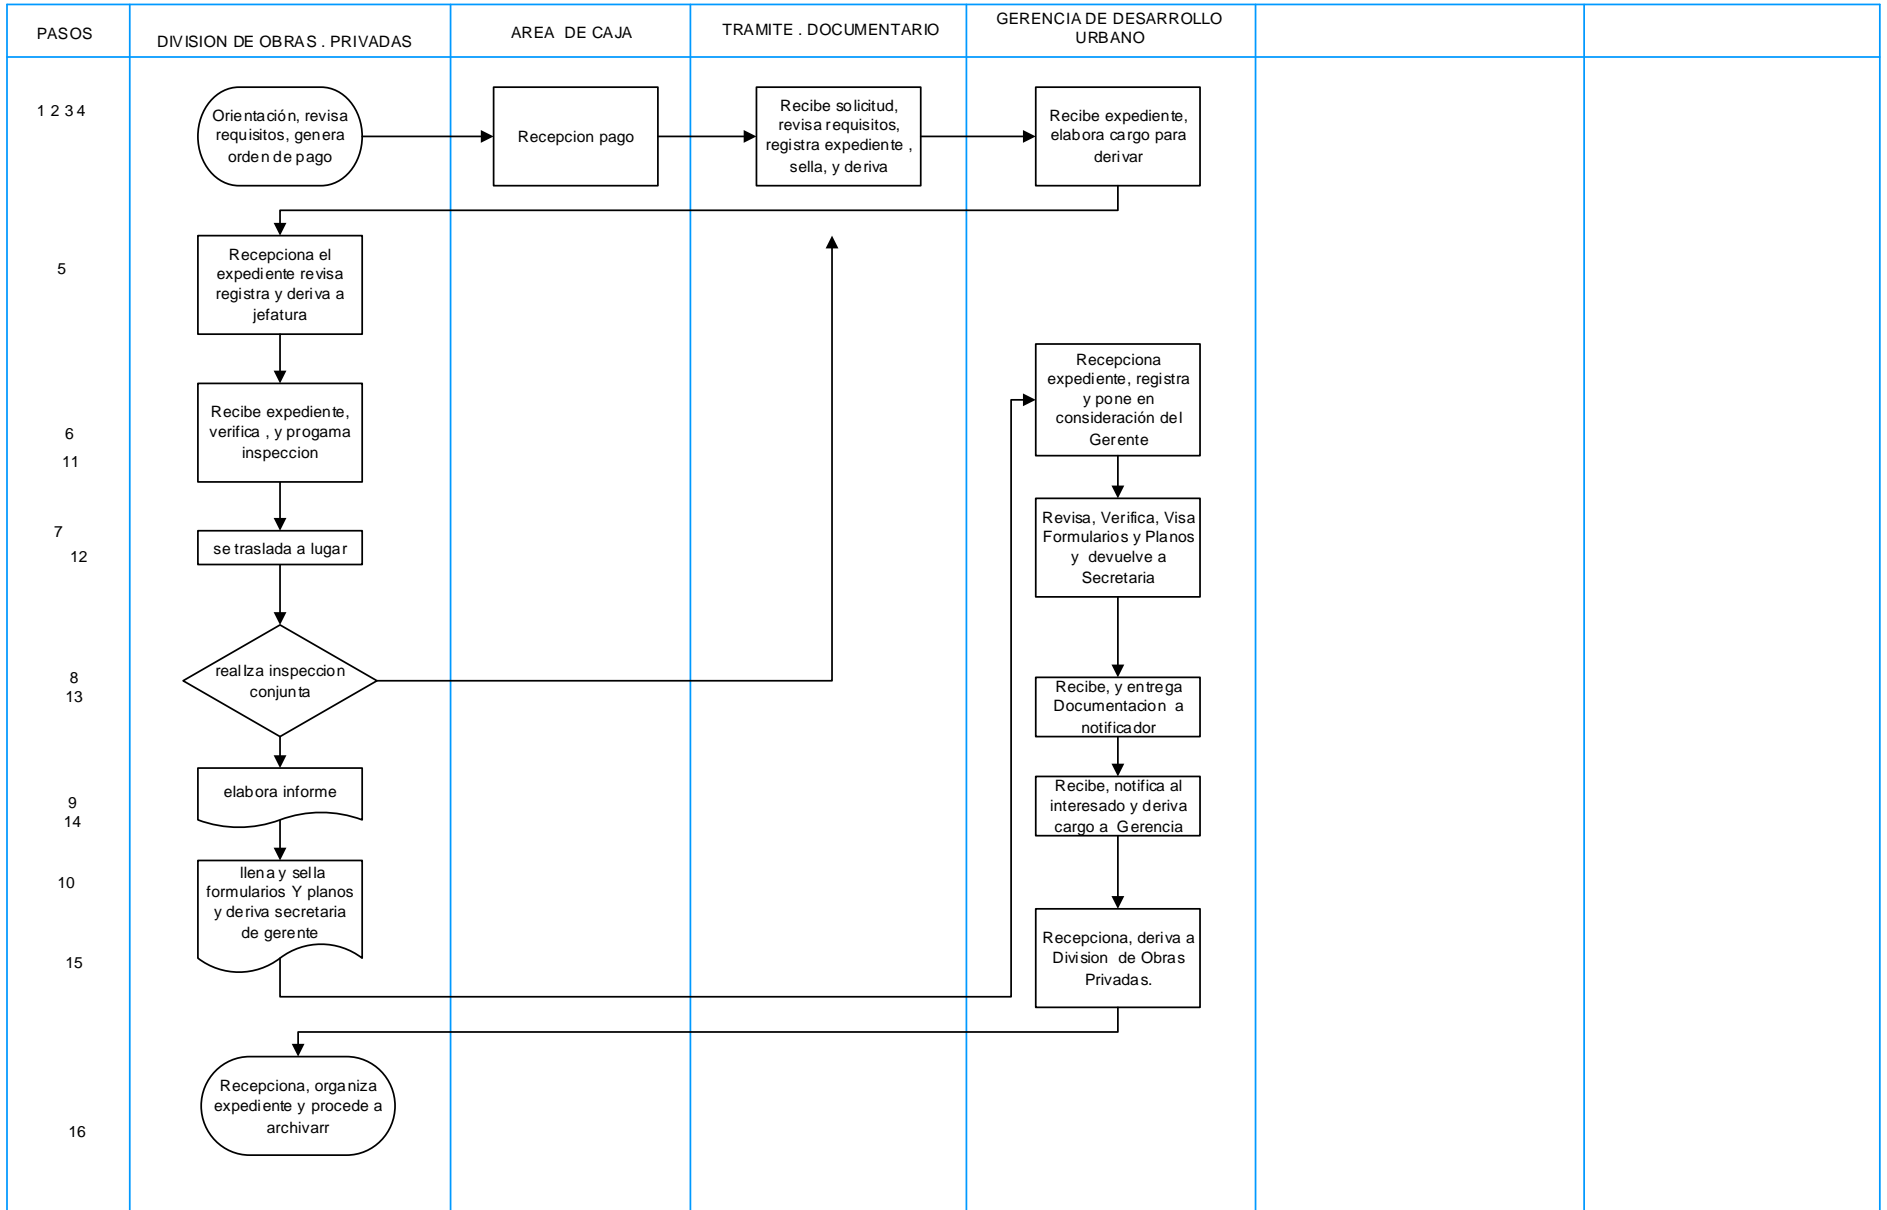 PASOS
DIVISION DE OBRAS . PRIVADAS
AREA DE CAJA
TRAMITE . DOCUMENTARIO
GERENCIA DE DESARROLLO
URBANO
1 2 3 4
Orientación, revisa
requisitos, genera
orden de pago
Recepcion pago
Recibe solicitud,
revisa requisitos,
registra expediente ,
sella, y deriva
Recibe expediente,
elabora cargo para
derivar
5
Recepciona el
expediente revisa
registra y deriva a
jefatura
6
11
Recibe expediente,
verifica , y progama
inspeccion
Recepciona
expediente, registra
y pone en
consideración del
Gerente
7
12
se traslada a lugar
Revisa, Verifica, Visa
Formularios y Planos
y devuelve a
Secretaria
8
13
realIza inspeccion
conjunta
Recibe, y entrega
Documentacion a
notificador
9
14
elabora informe
Recibe, notifica al
interesado y deriva
cargo a Gerencia
10
15
llena y sella
formularios Y planos
y deriva secretaria
de gerente
Recepciona, deriva a
Division de Obras
Privadas.
16
Recepciona, organiza
expediente y procede a
archivarr